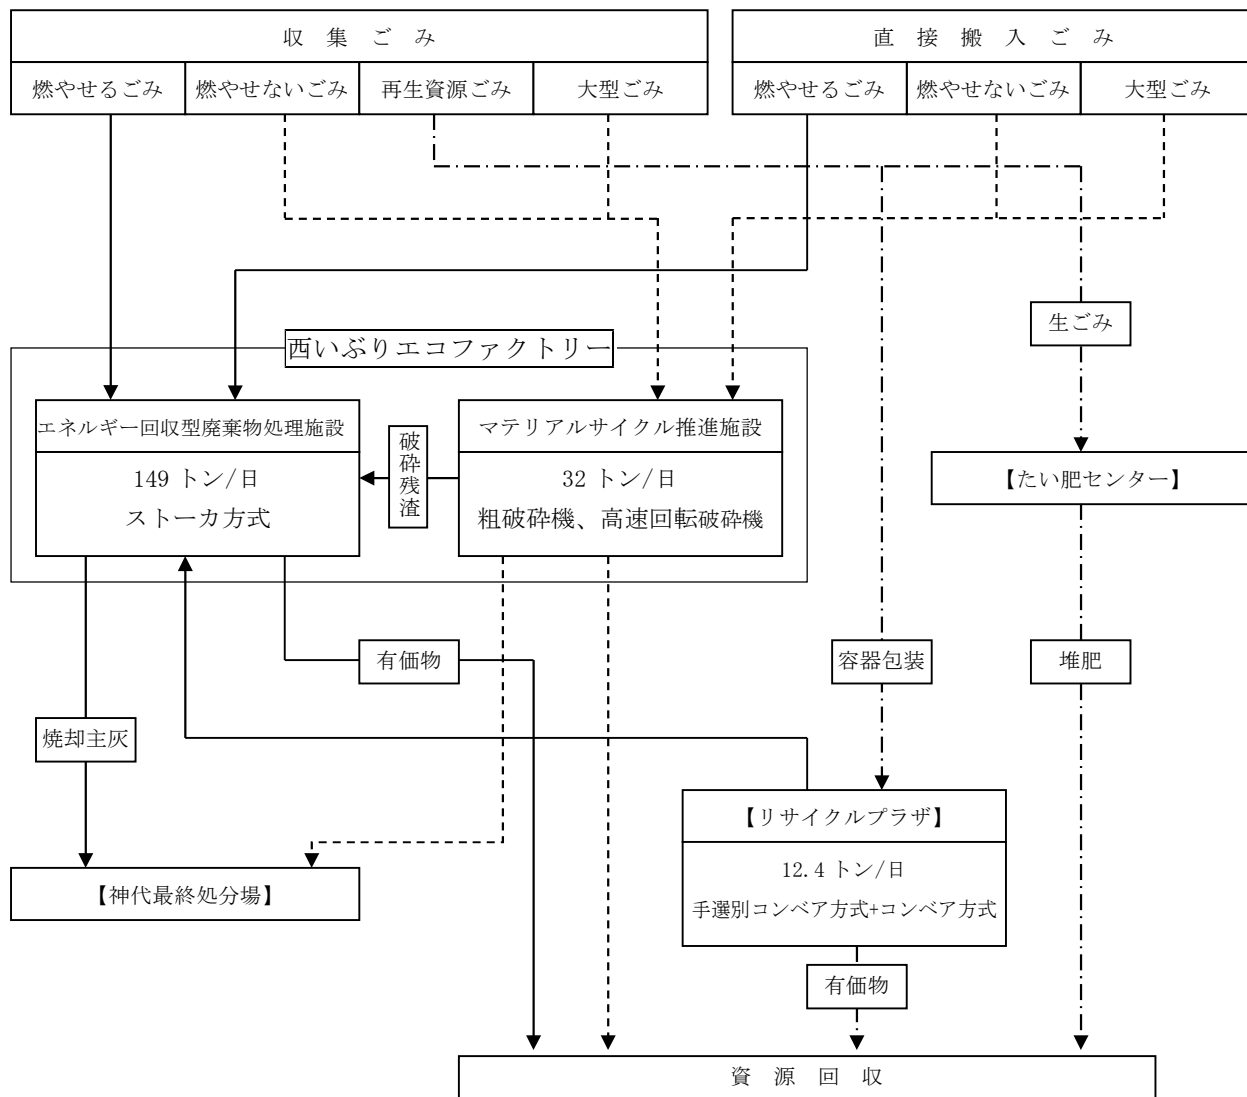 収集ごみ
燃やせるごみ 燃やせないごみ 再生資源ごみ 大型ごみ
直接搬入ごみ
燃やせるごみ 燃やせないごみ 大型ごみ
生ごみ
西いぶりエコファクトリー
エネルギー回収型廃棄物処理施設
149 トン/日
ストーカ方式
破砕残渣
マテリアルサイクル推進施設
32 トン/日
粗破砕機、高速回転破砕機
【たい肥センター】
有価物
容器包装
堆肥
焼却主灰
【リサイクルプラザ】
12.4 トン/日
手選別コンベア方式+コンベア方式
【神代最終処分場】
有価物
資源回収